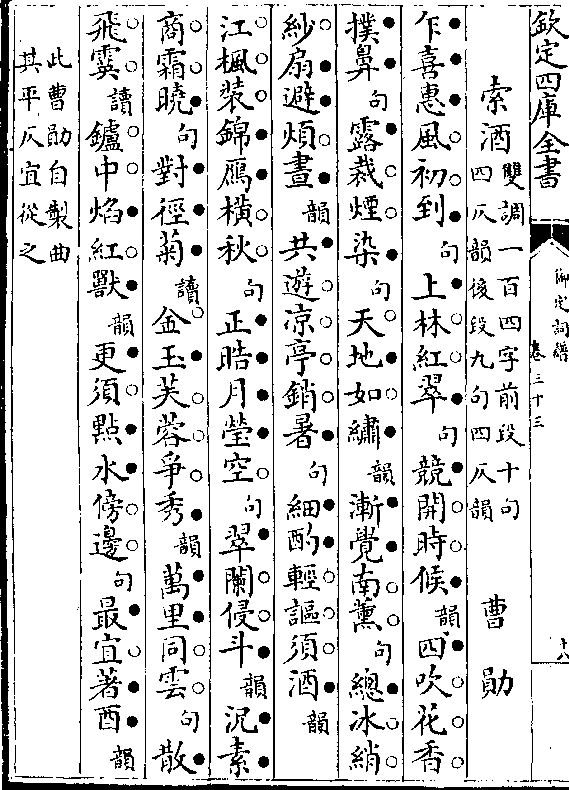 欽定四庫全書
御定詞譜
卷三十三
十八
索酒 雙調一百四字前段十句
四仄韻後段九句四仄韻 曹勛
乍喜惠風初到 句 上林紅翠 句 競開時候 韻 四吹花香
撲鼻 句 露裁煙染 句 天地如繡 韻 漸覺南薰 句 總冰綃
紗扇避煩晝 韻 共遊凉亭銷暑 句 細酌輕謳須酒 韻
江楓裝錦鴈橫秋 句 正皓月瑩空 句 翠闌侵斗 韻 況素
商霜曉 句 對徑菊 讀 金玉芙蓉爭秀 韻 萬里同雲 句 散
飛霙 讀 鑪中焰紅獸 韻 更須點水傍邊 句 最宜著酉 韻
此曹勛自製曲
其平仄宜從之